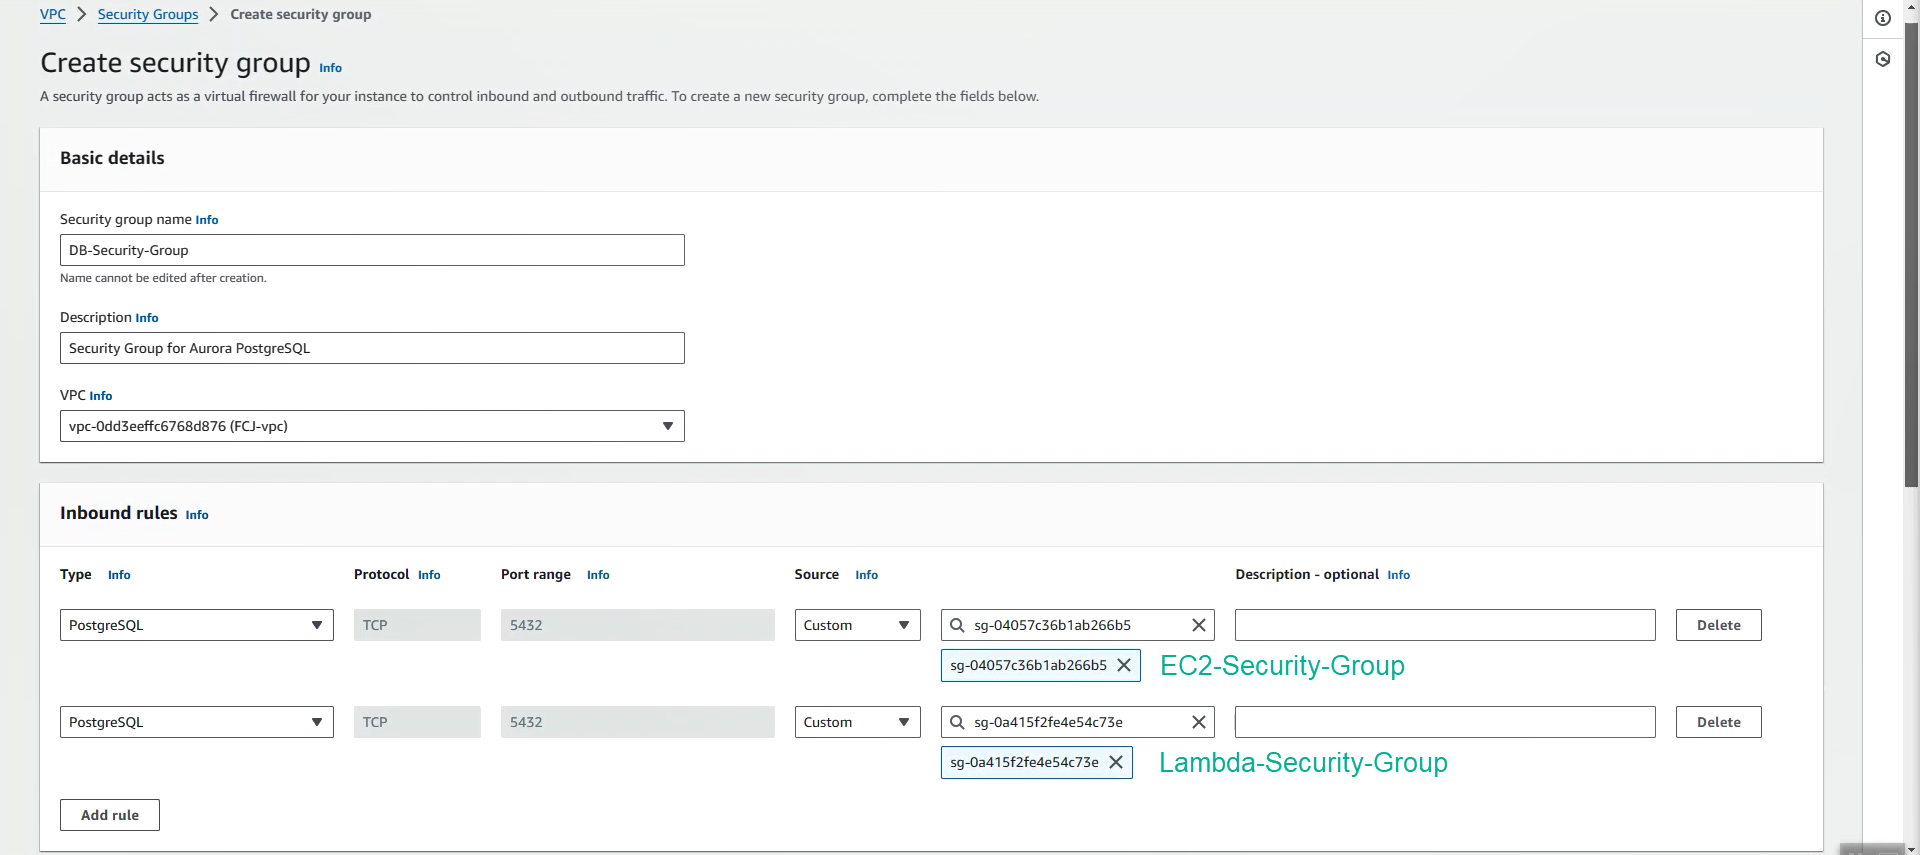 VPC > Security Groups > Create security group
Create security group Info
A security group acts as a virtual firewall for your instance to control inbound and outbound traffic. To create a new security group, complete the fields below.
Basic details
Security group name Info
DB-Security-Group
Name cannot be edited after creation.
Description Info
Security Group for Aurora PostgreSQL
VPC Info
vpc-0dd3eeffc6768d876 (FCJ-vpc)
Inbound rules Info
Type Info Protocol Info Port range Info Source Info Description - optional Info
PostgreSQL TCP 5432 Custom sg-04057c36b1ab266b5 Delete
sg-04057c36b1ab266b5 EC2-Security-Group
PostgreSQL TCP 5432 Custom sg-0a415f2fe4e54c73e Delete
sg-0a415f2fe4e54c73e Lambda-Security-Group
Add rule